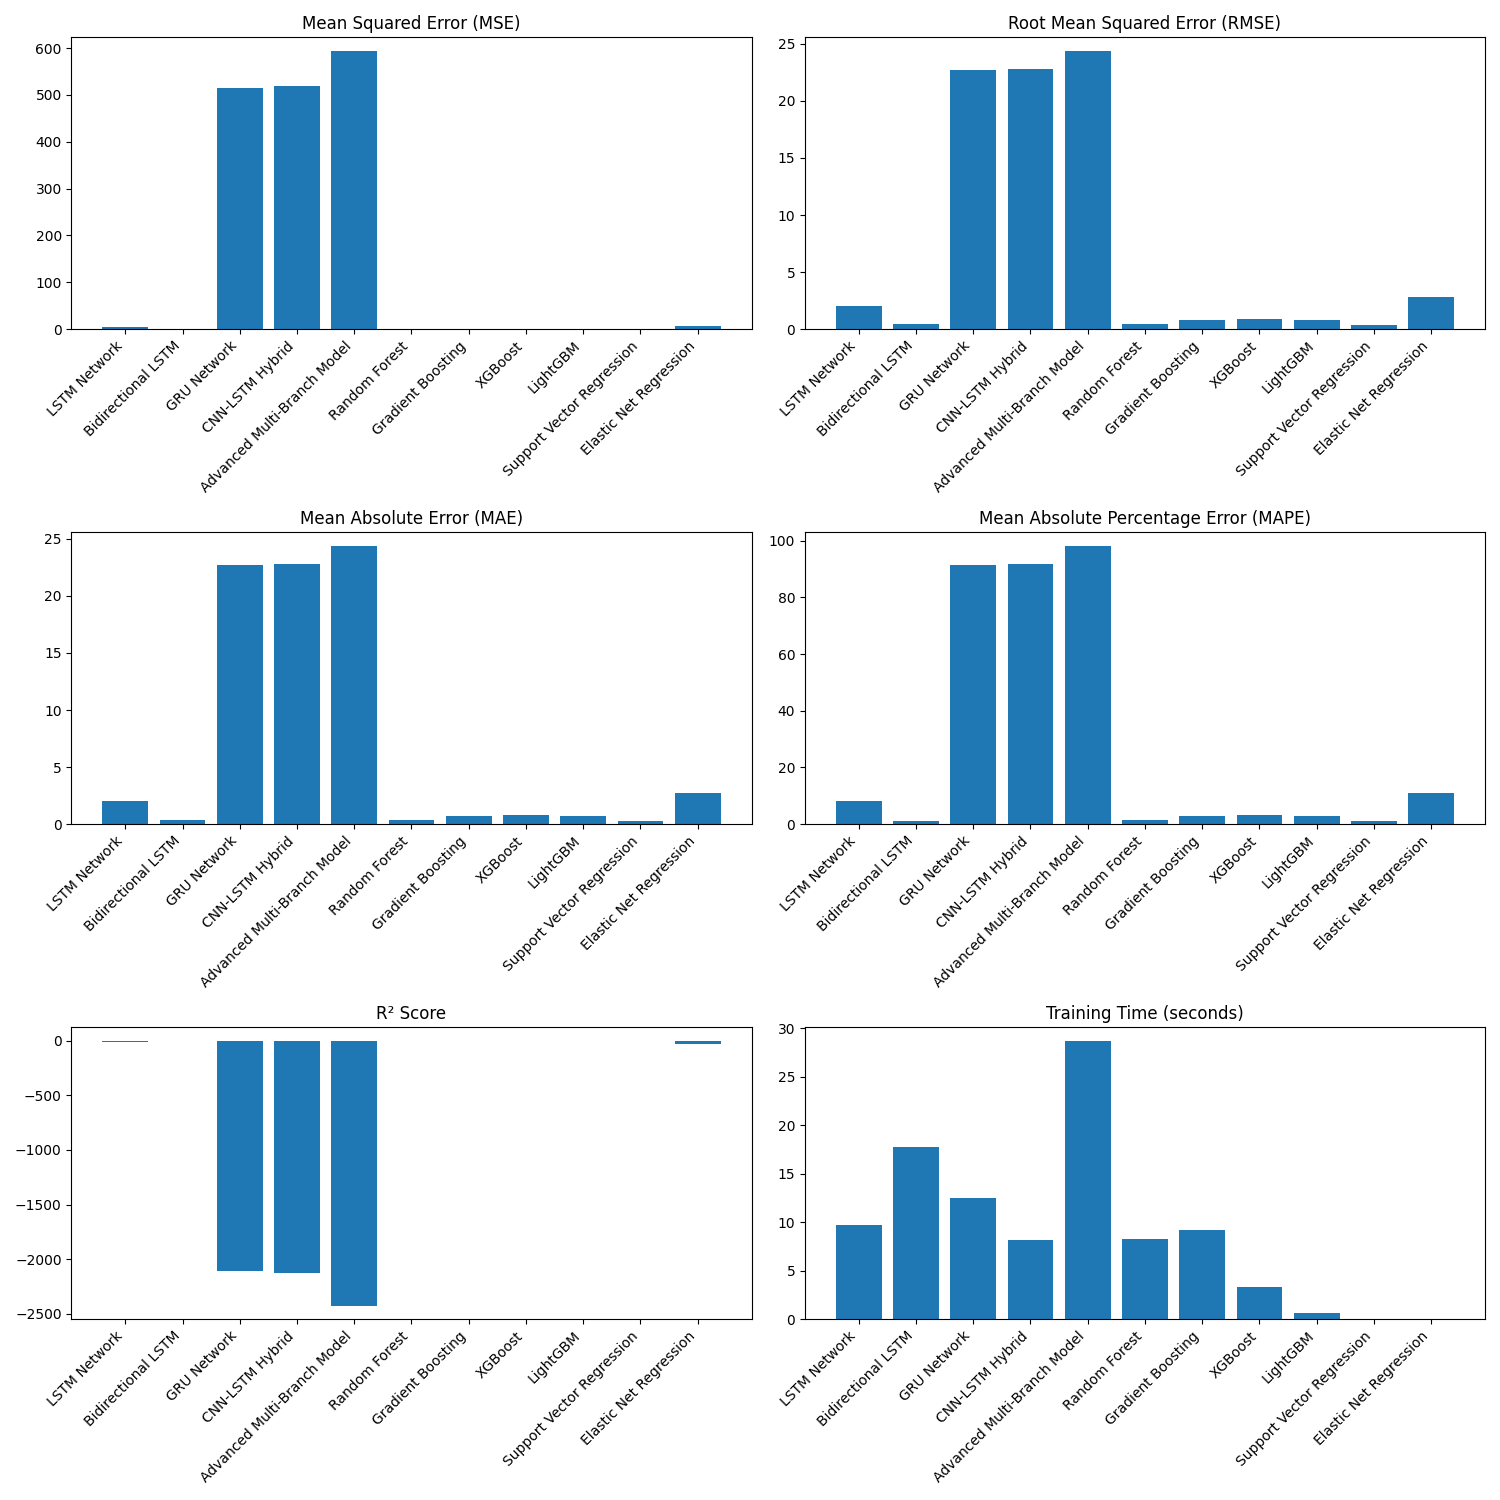 Mean Squared Error (MSE)
600
500
400
300
200
100
0
LSTM Network
Bidirectional LSTM
GRU Network
CNN-LSTM Hybrid
Advanced Multi-Branch Model
Random Forest
Gradient Boosting
XGBoost
LightGBM
Support Vector Regression
Elastic Net Regression
Root Mean Squared Error (RMSE)
25
20
15
10
5
0
LSTM Network
Bidirectional LSTM
GRU Network
CNN-LSTM Hybrid
Advanced Multi-Branch Model
Random Forest
Gradient Boosting
XGBoost
LightGBM
Support Vector Regression
Elastic Net Regression
Mean Absolute Error (MAE)
25
20
15
10
5
0
LSTM Network
Bidirectional LSTM
GRU Network
CNN-LSTM Hybrid
Advanced Multi-Branch Model
Random Forest
Gradient Boosting
XGBoost
LightGBM
Support Vector Regression
Elastic Net Regression
Mean Absolute Percentage Error (MAPE)
100
80
60
40
20
0
LSTM Network
Bidirectional LSTM
GRU Network
CNN-LSTM Hybrid
Advanced Multi-Branch Model
Random Forest
Gradient Boosting
XGBoost
LightGBM
Support Vector Regression
Elastic Net Regression
R² Score
0
−500
−1000
−1500
−2000
−2500
LSTM Network
Bidirectional LSTM
GRU Network
CNN-LSTM Hybrid
Advanced Multi-Branch Model
Random Forest
Gradient Boosting
XGBoost
LightGBM
Support Vector Regression
Elastic Net Regression
Training Time (seconds)
30
25
20
15
10
5
0
LSTM Network
Bidirectional LSTM
GRU Network
CNN-LSTM Hybrid
Advanced Multi-Branch Model
Random Forest
Gradient Boosting
XGBoost
LightGBM
Support Vector Regression
Elastic Net Regression